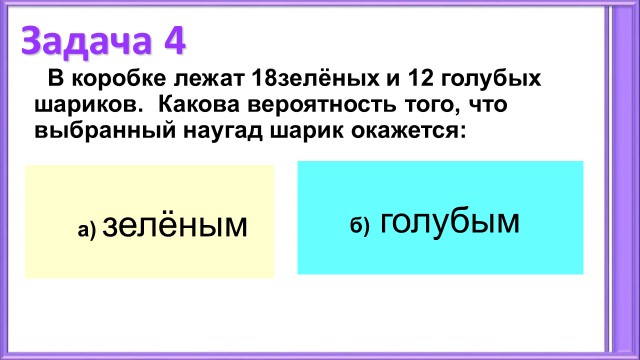 Задача 4
В коробке лежат 18зелёных и 12 голубых
шариков. Какова вероятность того, что
выбранный наугад шарик окажется:
а) зелёным
б) голубым